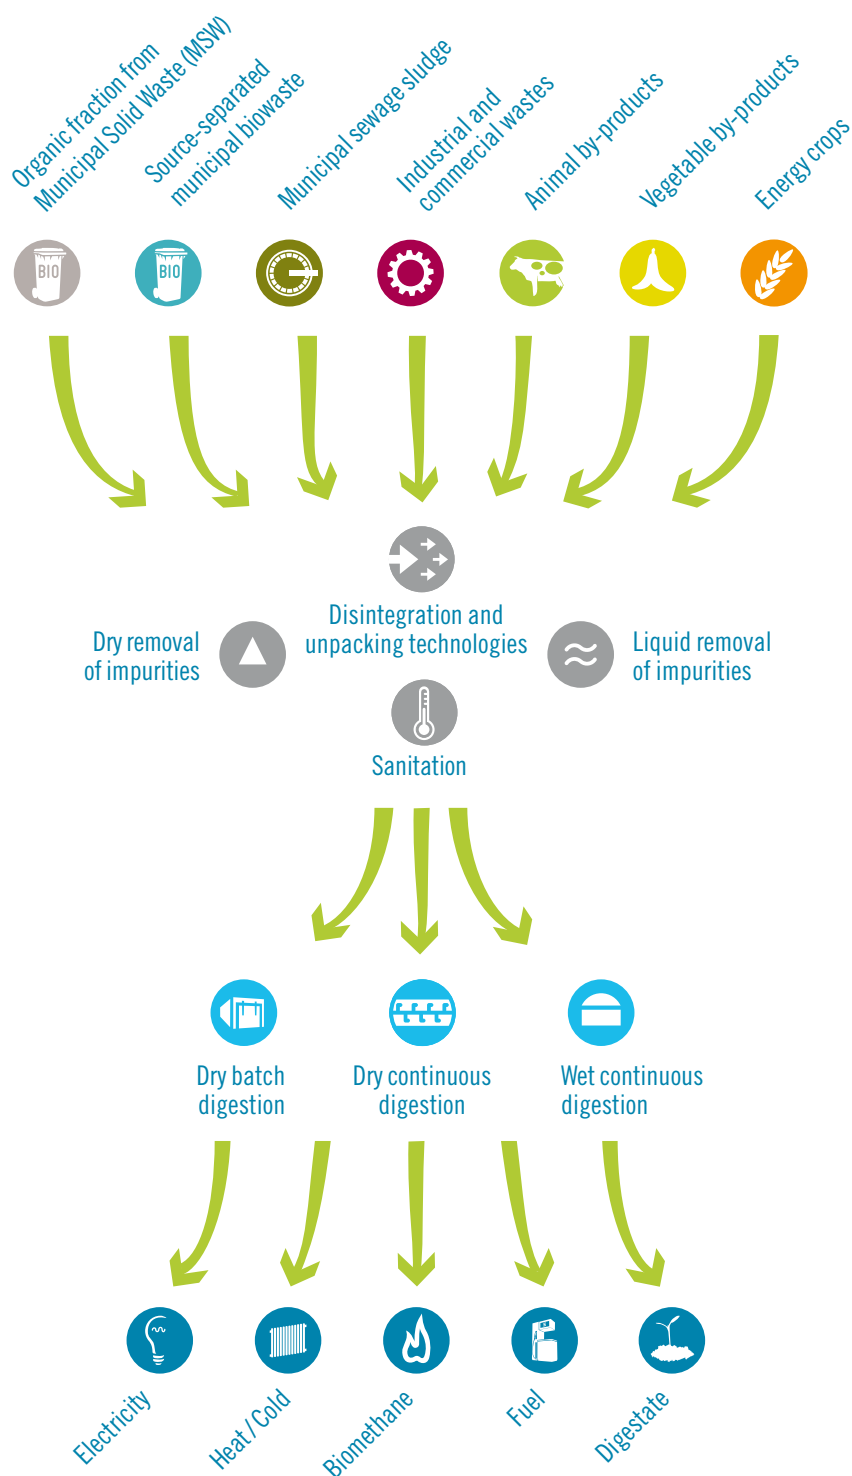 Organic fraction from
Municipal Solid Waste (MSW)
Source-separated
municipal biowaste
Municipal sewage sludge
Industrial and
commercial wastes
Animal by-products
Vegetable by-products
Energy crops
BIO
BIO
Disintegration and
unpacking technologies
Dry removal
of impurities
Liquid removal
of impurities
Sanitation
Dry batch
digestion
Dry continuous
digestion
Wet continuous
digestion
Electricity
Heat / Cold
Biomethane
Fuel
Digestate